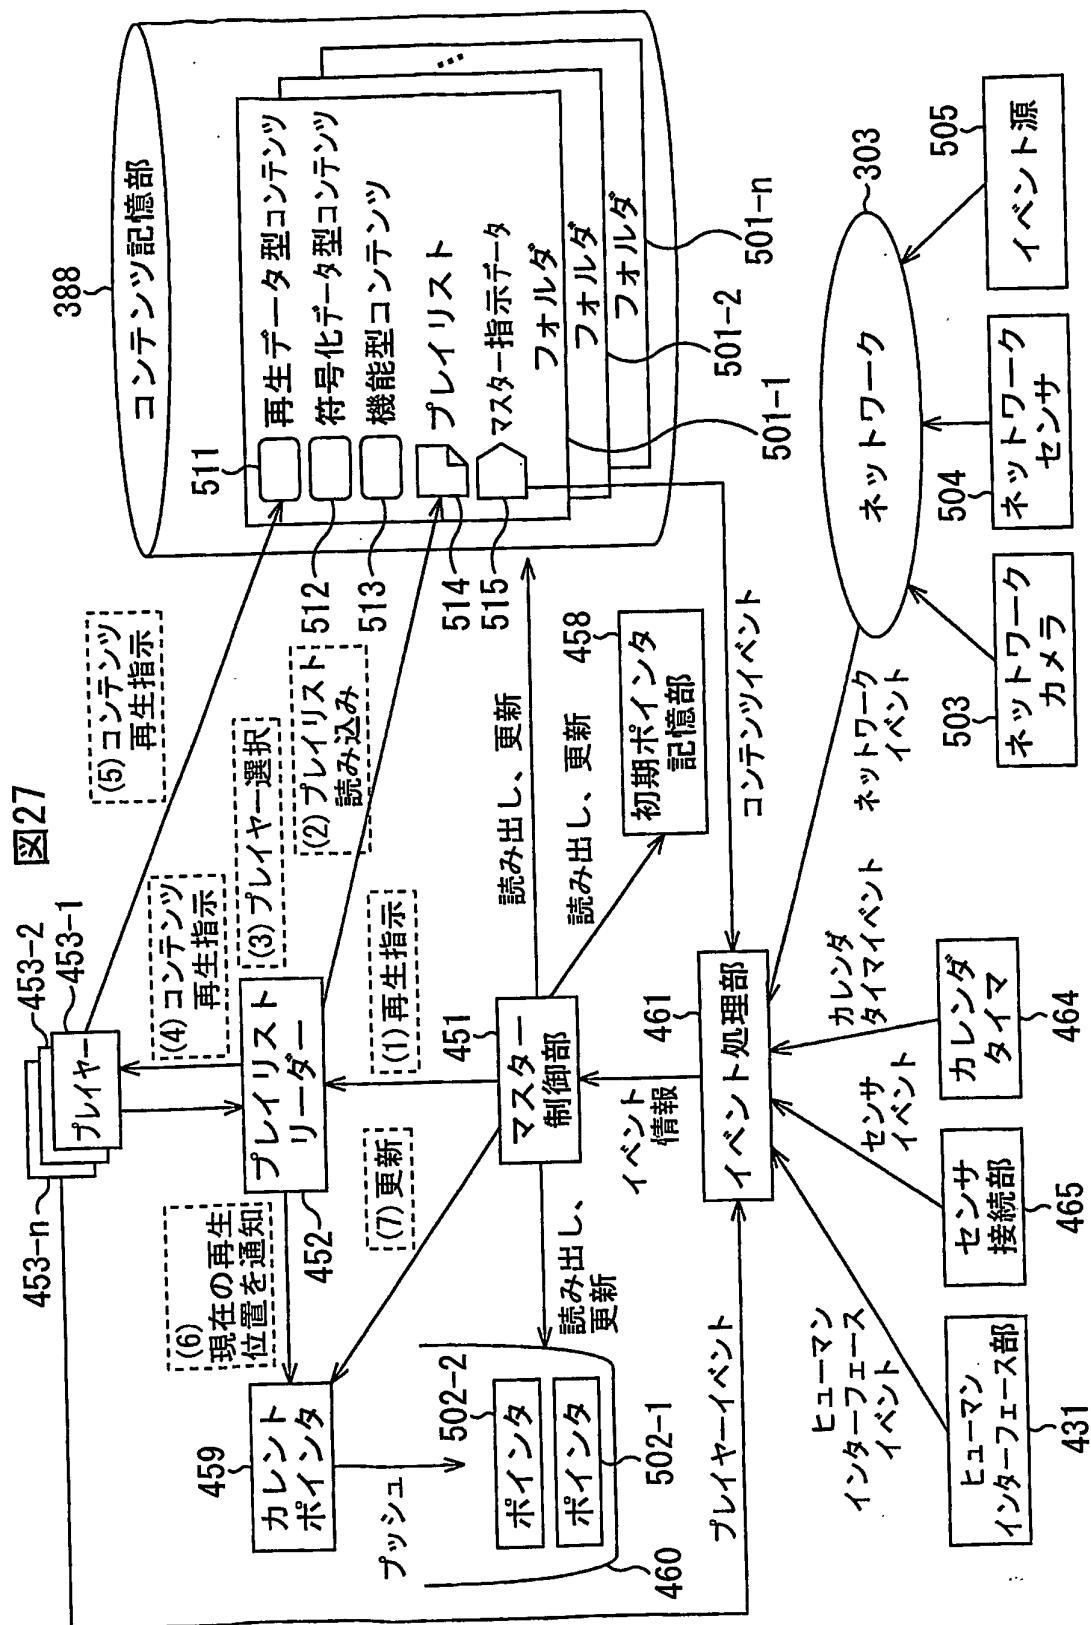 図27
453-n
453-2
453-1
プレイヤー
(4)コンテンツ
再生指示
(5)コンテンツ
再生指示
(6)
現在の再生
位置を通知
452
プレイリスト
リーダー
(3)プレイヤー選択
(2)プレイリスト
読み込み
459
カレント
ポインタ
(7)更新
(1)再生指示
プッシュ
502-2
ポインタ
ポインタ
502-1
460
読み出し、
更新
マスター
制御部
451
読み出し、更新
読み出し、更新
初期ポインタ
記憶部
458
388
コンテンツ記憶部
511
再生データ型コンテンツ
512
符号化データ型コンテンツ
513
機能型コンテンツ
514
プレイリスト
515
マスター指示データ
フォルダ
フォルダ
フォルダ
501-1
501-2
501-n
プレイヤーイベント
イベント
情報
イベント処理部
461
コンテンツイベント
ヒューマン
インターフェース
イベント
センサ
イベント
カレンダ
タイマイベント
ネットワーク
イベント
ネットワーク
303
ヒューマン
インターフェース部
431
センサ
接続部
465
カレンダ
タイマ
464
503
ネットワーク
カメラ
504
ネットワーク
センサ
505
イベント源